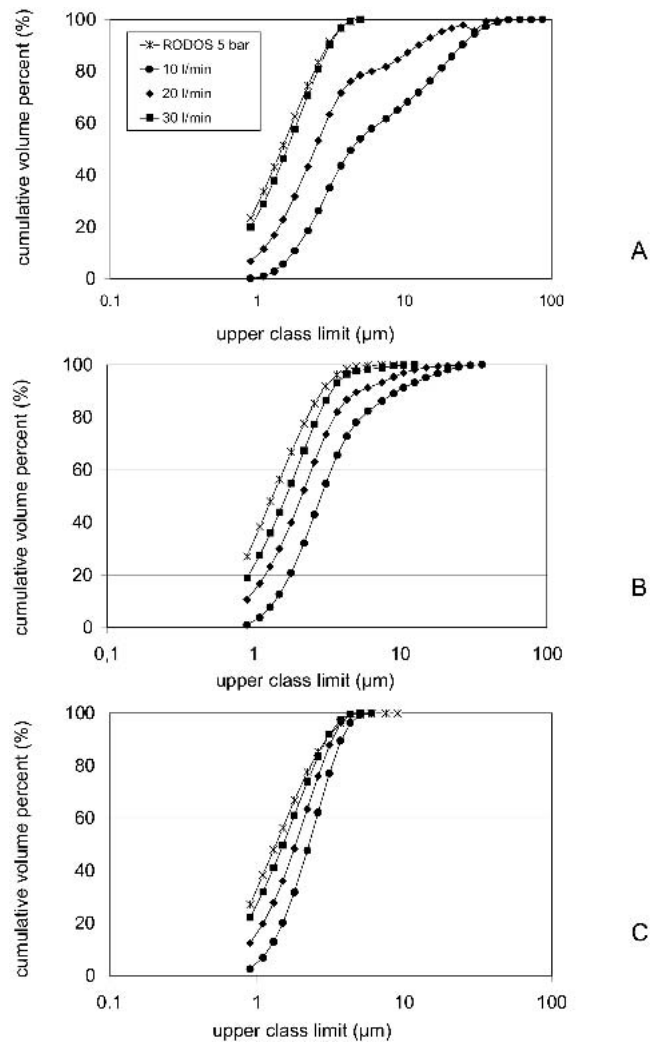 cumulative volume percent (%)
100
80
60
40
20
0
RODOS 5 bar
10 l/min
20 l/min
30 l/min
0.1
1
10
100
upper class limit (µm)
A
cumulative volume percent (%)
100
80
60
40
20
0
0,1
1
10
100
upper class limit (µm)
B
cumulative volume percent (%)
100
80
60
40
20
0
0.1
1
10
100
upper class limit (µm)
C